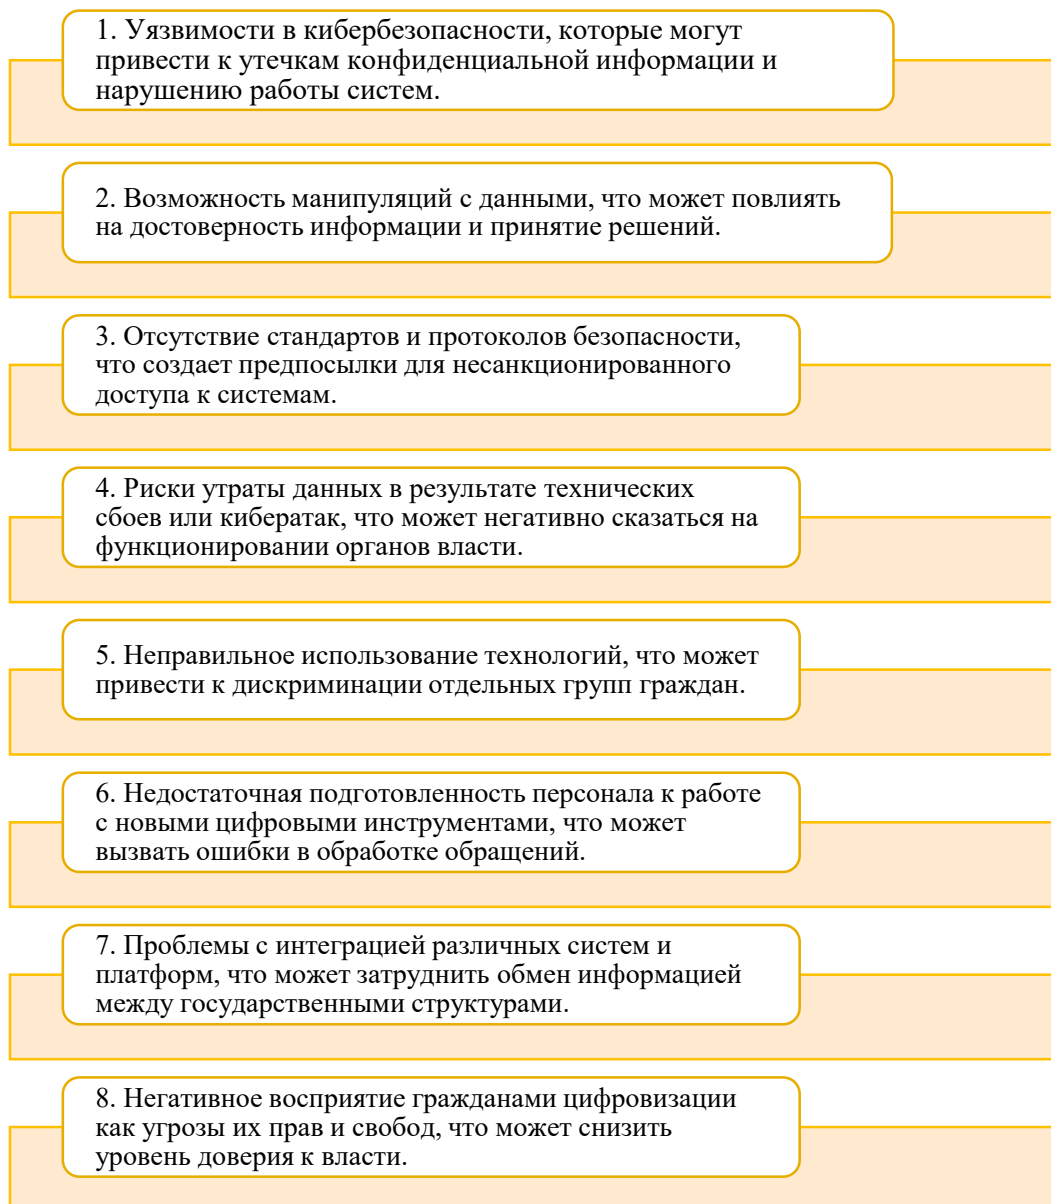 1. Уязвимости в кибербезопасности, которые могут
привести к утечкам конфиденциальной информации и
нарушению работы систем.
2. Возможность манипуляций с данными, что может повлиять
на достоверность информации и принятие решений.
3. Отсутствие стандартов и протоколов безопасности,
что создает предпосылки для несанкционированного
доступа к системам.
4. Риски утраты данных в результате технических
сбоев или кибератак, что может негативно сказаться на
функционировании органов власти.
5. Неправильное использование технологий, что может
привести к дискриминации отдельных групп граждан.
6. Недостаточная подготовленность персонала к работе
с новыми цифровыми инструментами, что может
вызвать ошибки в обработке обращений.
7. Проблемы с интеграцией различных систем и
платформ, что может затруднить обмен информацией
между государственными структурами.
8. Негативное восприятие гражданами цифровизации
как угрозы их прав и свобод, что может снизить
уровень доверия к власти.